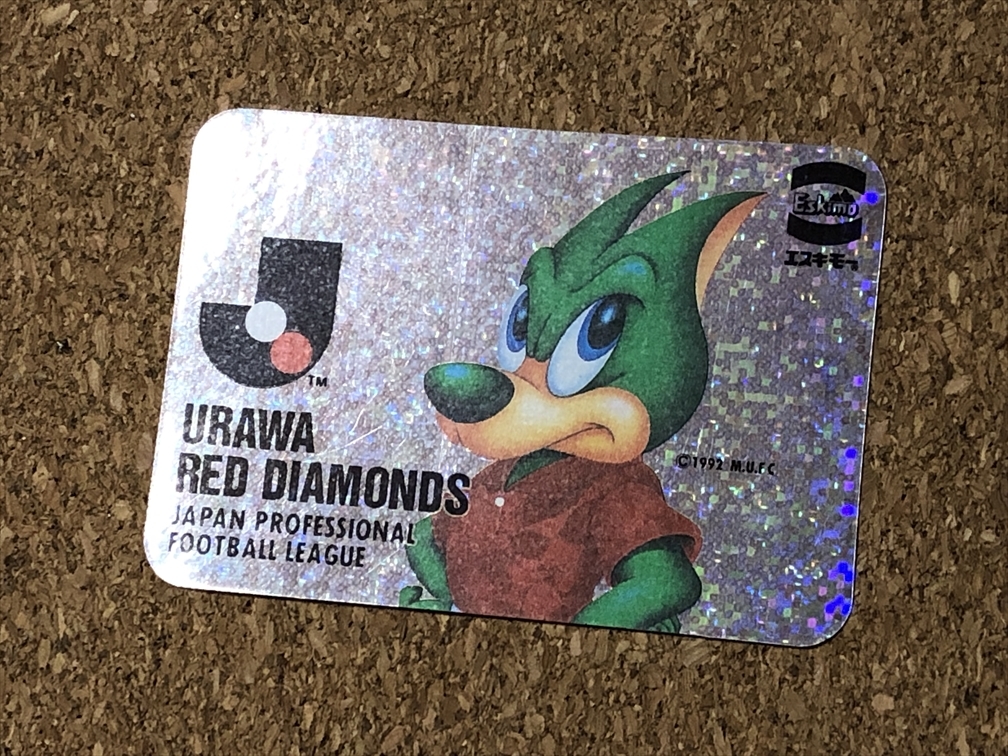 Eskimo
エスキモー
TM
URAWA
RED DIAMONDS
JAPAN PROFESSIONAL
FOOTBALL LEAGUE
©1992 M.U.F.C